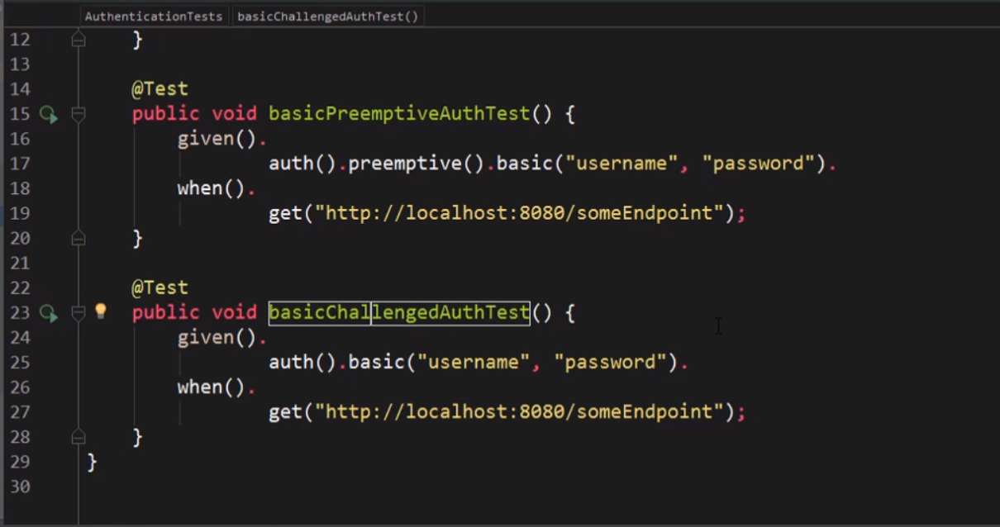 AuthenticationTests basicChallengedAuthTest()
12 }
13
14 @Test
15 public void basicPreemptiveAuthTest() {
16 given().
17 auth().preemptive().basic("username", "password").
18 when().
19 get("http://localhost:8080/someEndpoint");
20 }
21
22 @Test
23 public void basicChallengedAuthTest() {
24 given().
25 auth().basic("username", "password").
26 when().
27 get("http://localhost:8080/someEndpoint");
28 }
29 }
30